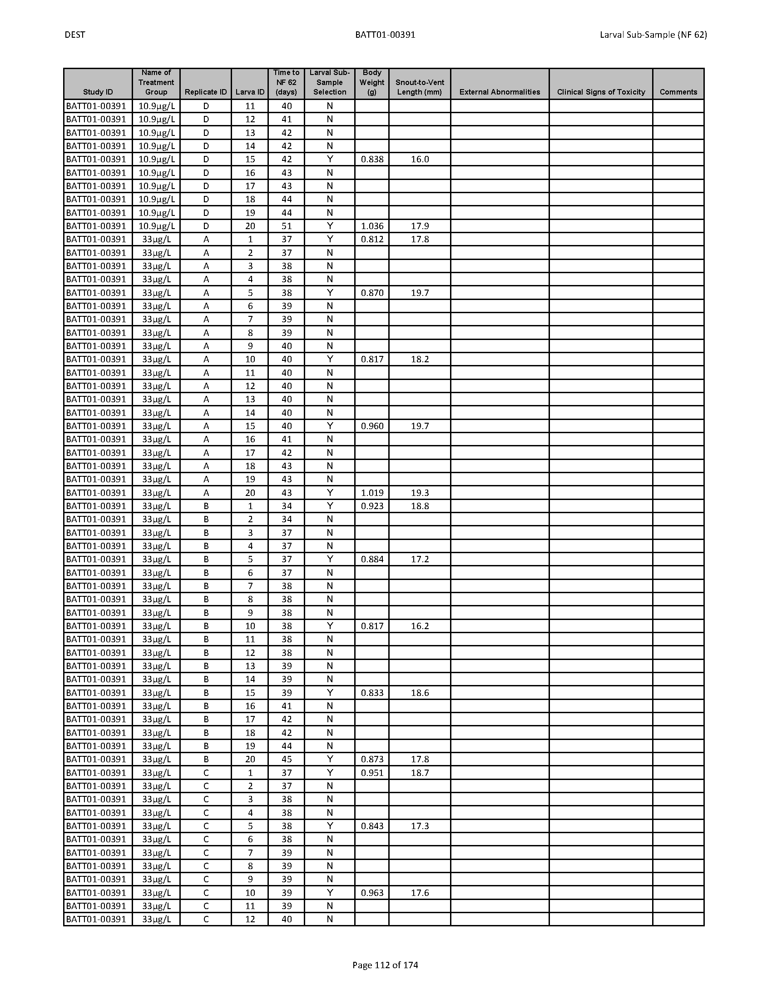 DEST BATT01-00391 Larval Sub-Sample (NF 62)
Study ID Name of Treatment Group Replicate ID Larva ID Time to NF 62 (days) Larval Sub-Sample Selection Body Weight (g) Snout-to-Vent Length (mm) External Abnormalities Clinical Signs of Toxicity Comments
BATT01-00391 10.9µg/L D 11 40 N
BATT01-00391 10.9µg/L D 12 41 N
BATT01-00391 10.9µg/L D 13 42 N
BATT01-00391 10.9µg/L D 14 42 N
BATT01-00391 10.9µg/L D 15 42 Y 0.838 16.0
BATT01-00391 10.9µg/L D 16 43 N
BATT01-00391 10.9µg/L D 17 43 N
BATT01-00391 10.9µg/L D 18 44 N
BATT01-00391 10.9µg/L D 19 44 N
BATT01-00391 10.9µg/L D 20 51 Y 1.036 17.9
BATT01-00391 33µg/L A 1 37 Y 0.812 17.8
BATT01-00391 33µg/L A 2 37 N
BATT01-00391 33µg/L A 3 38 N
BATT01-00391 33µg/L A 4 38 N
BATT01-00391 33µg/L A 5 38 Y 0.870 19.7
BATT01-00391 33µg/L A 6 39 N
BATT01-00391 33µg/L A 7 39 N
BATT01-00391 33µg/L A 8 39 N
BATT01-00391 33µg/L A 9 40 N
BATT01-00391 33µg/L A 10 40 Y 0.817 18.2
BATT01-00391 33µg/L A 11 40 N
BATT01-00391 33µg/L A 12 40 N
BATT01-00391 33µg/L A 13 40 N
BATT01-00391 33µg/L A 14 40 N
BATT01-00391 33µg/L A 15 40 Y 0.960 19.7
BATT01-00391 33µg/L A 16 41 N
BATT01-00391 33µg/L A 17 42 N
BATT01-00391 33µg/L A 18 43 N
BATT01-00391 33µg/L A 19 43 N
BATT01-00391 33µg/L A 20 43 Y 1.019 19.3
BATT01-00391 33µg/L B 1 34 Y 0.923 18.8
BATT01-00391 33µg/L B 2 34 N
BATT01-00391 33µg/L B 3 37 N
BATT01-00391 33µg/L B 4 37 N
BATT01-00391 33µg/L B 5 37 Y 0.884 17.2
BATT01-00391 33µg/L B 6 37 N
BATT01-00391 33µg/L B 7 38 N
BATT01-00391 33µg/L B 8 38 N
BATT01-00391 33µg/L B 9 38 N
BATT01-00391 33µg/L B 10 38 Y 0.817 16.2
BATT01-00391 33µg/L B 11 38 N
BATT01-00391 33µg/L B 12 38 N
BATT01-00391 33µg/L B 13 39 N
BATT01-00391 33µg/L B 14 39 N
BATT01-00391 33µg/L B 15 39 Y 0.833 18.6
BATT01-00391 33µg/L B 16 41 N
BATT01-00391 33µg/L B 17 42 N
BATT01-00391 33µg/L B 18 42 N
BATT01-00391 33µg/L B 19 44 N
BATT01-00391 33µg/L B 20 45 Y 0.873 17.8
BATT01-00391 33µg/L C 1 37 Y 0.951 18.7
BATT01-00391 33µg/L C 2 37 N
BATT01-00391 33µg/L C 3 38 N
BATT01-00391 33µg/L C 4 38 N
BATT01-00391 33µg/L C 5 38 Y 0.843 17.3
BATT01-00391 33µg/L C 6 38 N
BATT01-00391 33µg/L C 7 39 N
BATT01-00391 33µg/L C 8 39 N
BATT01-00391 33µg/L C 9 39 N
BATT01-00391 33µg/L C 10 39 Y 0.963 17.6
BATT01-00391 33µg/L C 11 39 N
BATT01-00391 33µg/L C 12 40 N
Page 112 of 174